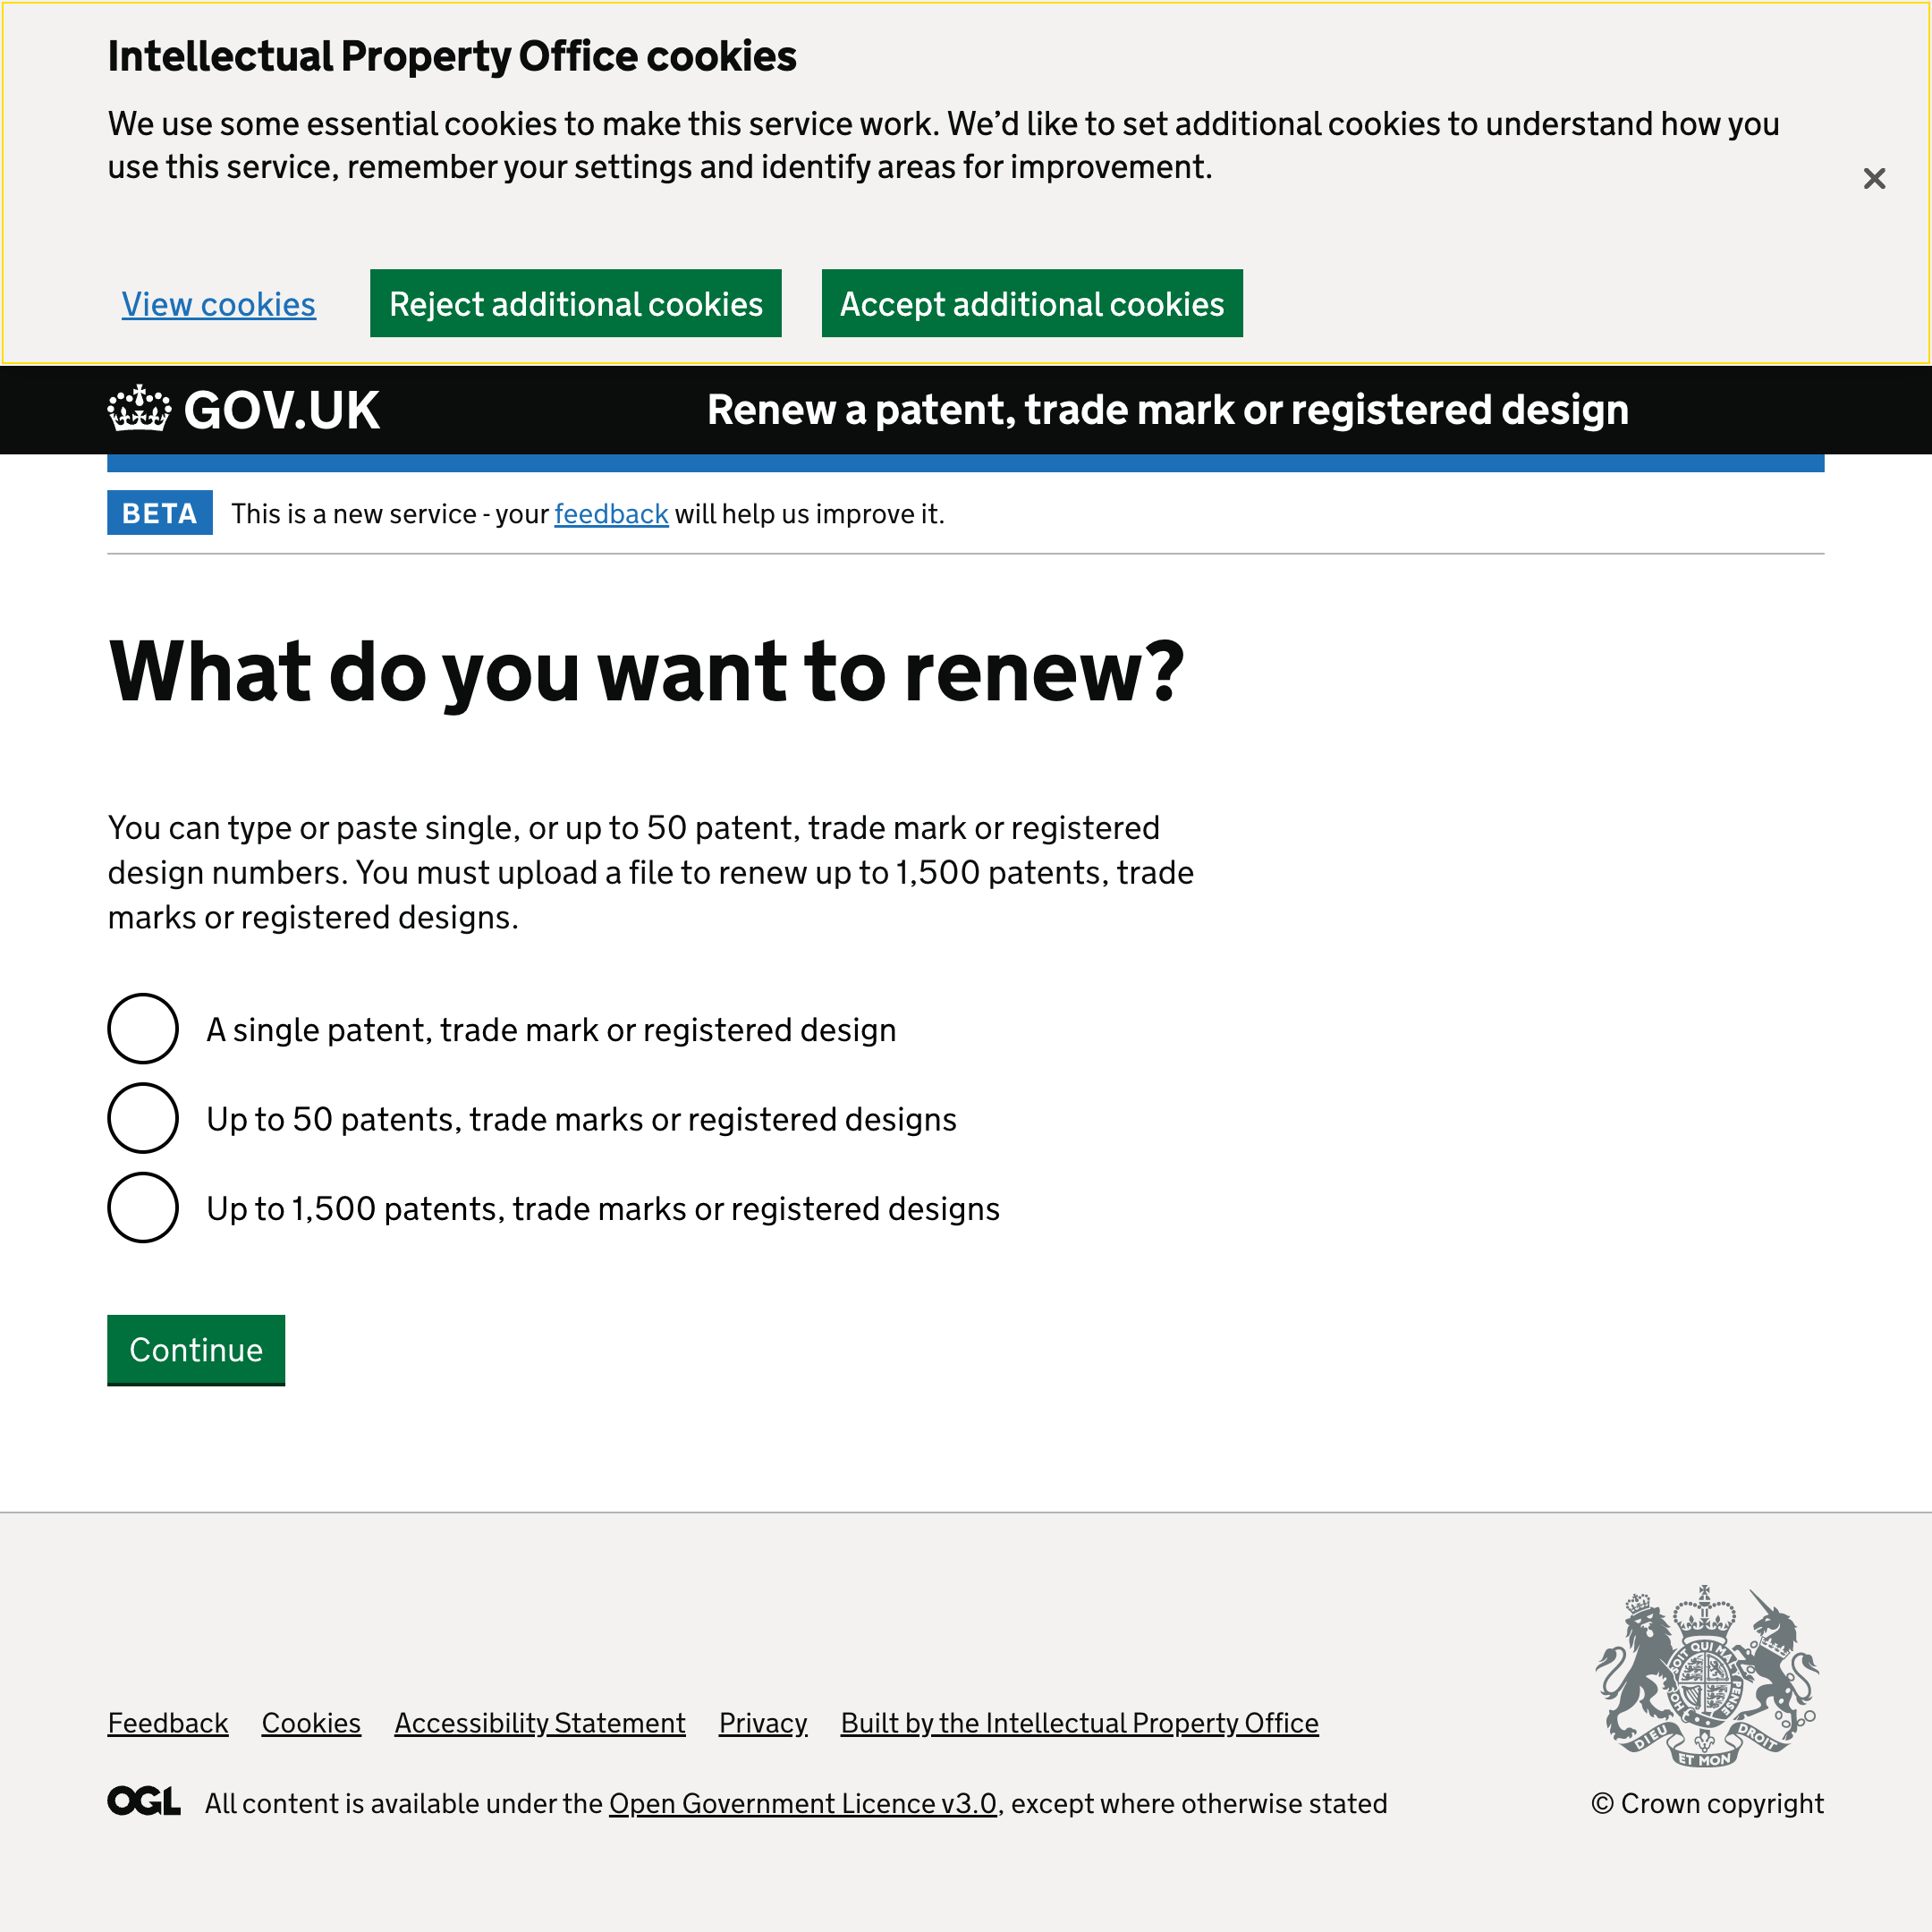 Intellectual Property Office cookies
We use some essential cookies to make this service work. We’d like to set additional cookies to understand how you
use this service, remember your settings and identify areas for improvement.
×
View cookies
Reject additional cookies
Accept additional cookies
GOV.UK
Renew a patent, trade mark or registered design
BETA
This is a new service - your feedback will help us improve it.
What do you want to renew?
You can type or paste single, or up to 50 patent, trade mark or registered
design numbers. You must upload a file to renew up to 1,500 patents, trade
marks or registered designs.
A single patent, trade mark or registered design
Up to 50 patents, trade marks or registered designs
Up to 1,500 patents, trade marks or registered designs
Continue
SOIT QUI MAL Y PENSE
DIEU ET MON DROIT
Feedback
Cookies
Accessibility Statement
Privacy
Built by the Intellectual Property Office
OGL
All content is available under the Open Government Licence v3.0, except where otherwise stated
© Crown copyright